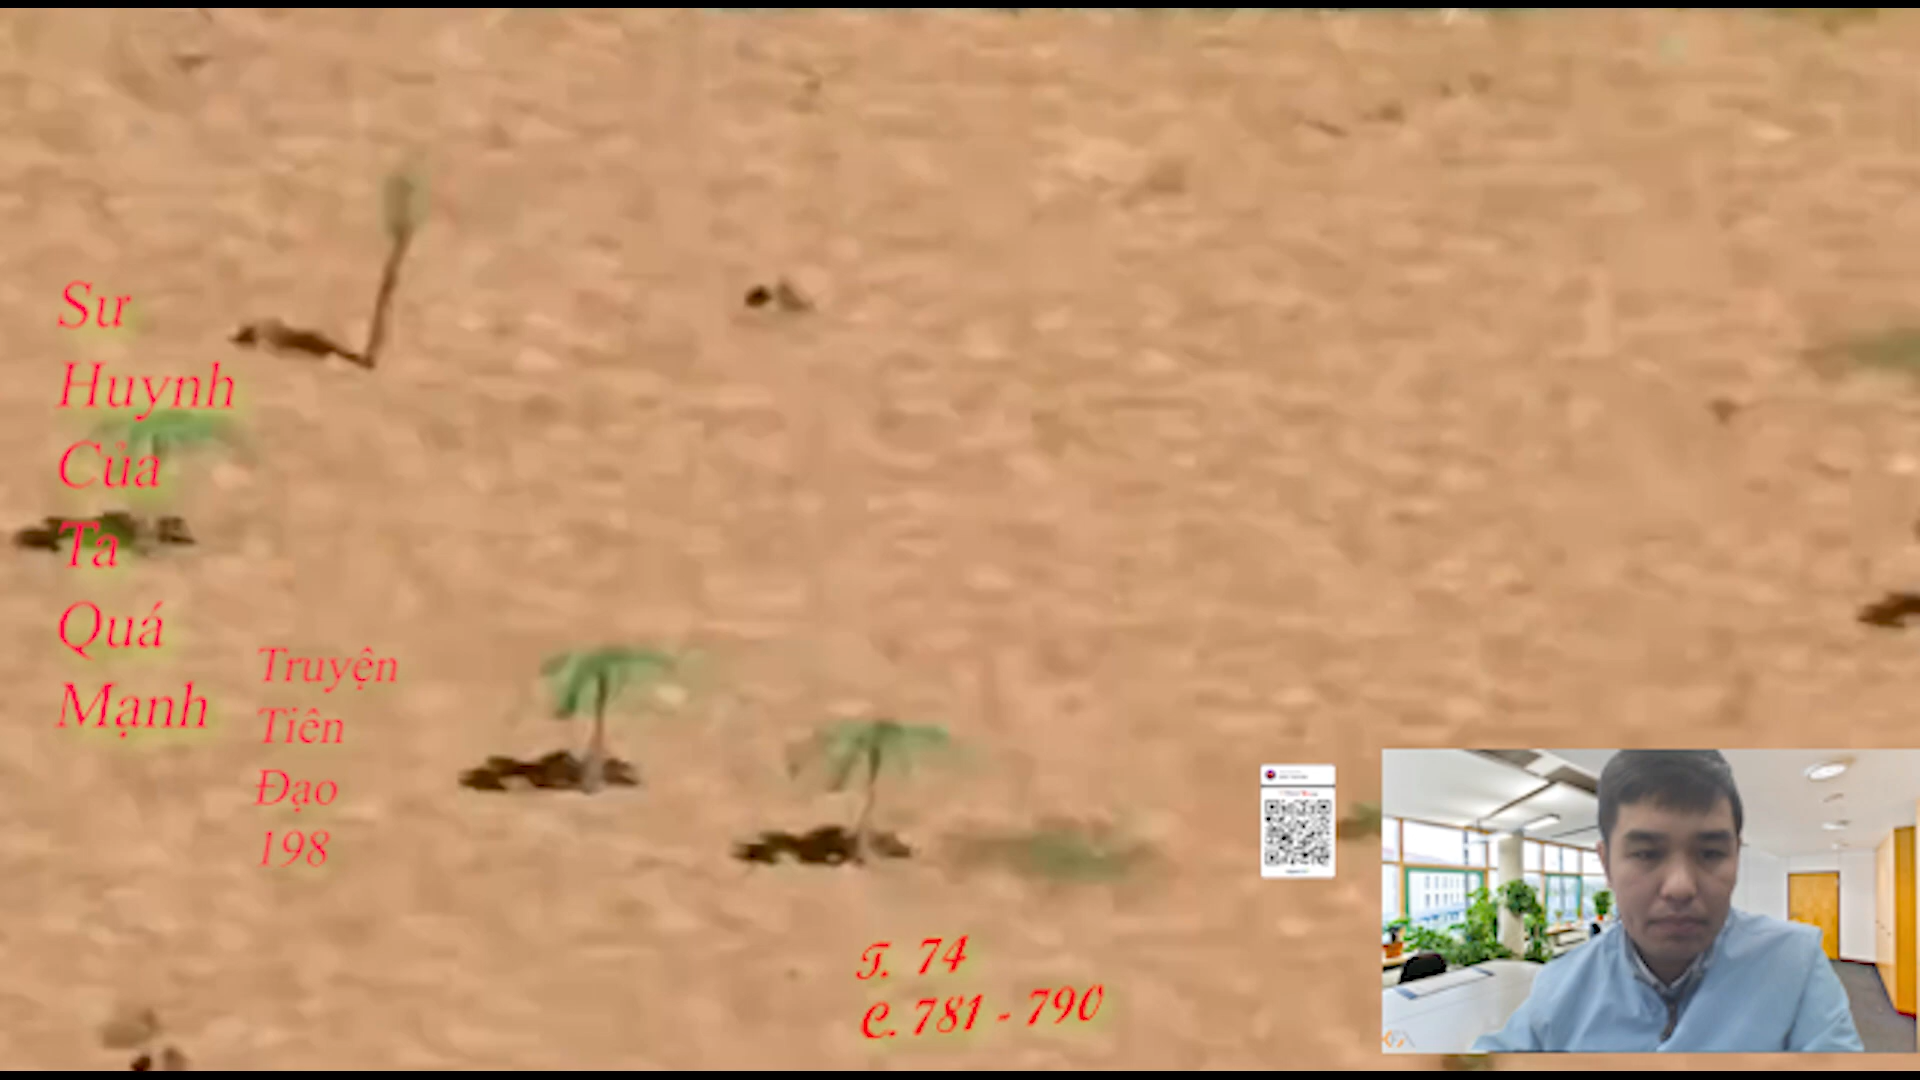 Sư
Huynh
Của
Ta
Quá
Mạnh
Truyện
Tiên
Đạo
198
T. 74
C. 781 - 790